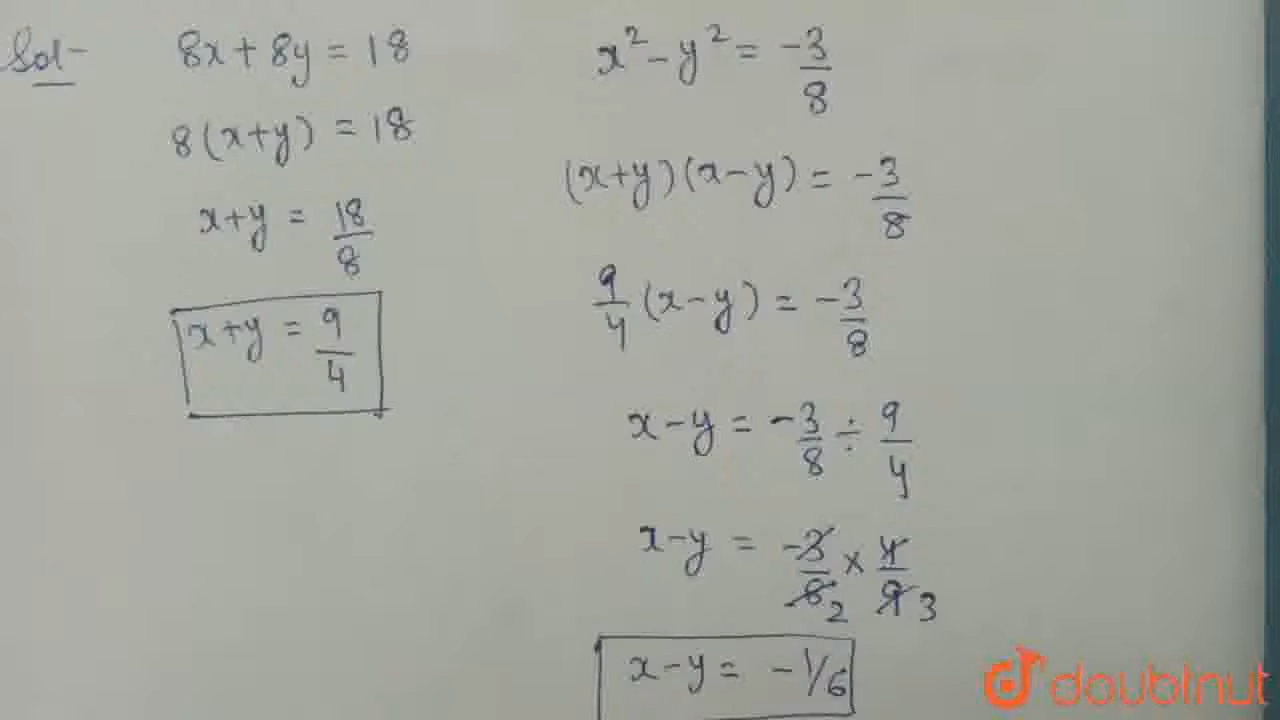 Sol-
8x + 8y = 18
8(x+y) = 18
x+y = 18/8
x+y = 9/4
x² - y² = -3/8
(x+y)(x-y) = -3/8
9/4 (x-y) = -3/8
x-y = -3/8 ÷ 9/4
x-y = -3/8 2 × 4/9 3
x-y = -1/6
doubtnut